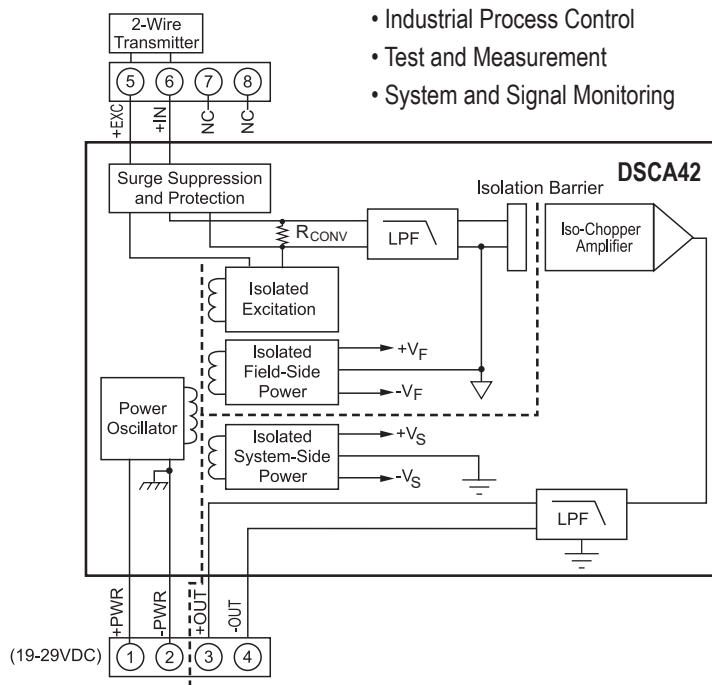 • Industrial Process Control
• Test and Measurement
• System and Signal Monitoring
2-Wire
Transmitter
5 6 7 8
+EXC +IN NC NC
DSCA42
Surge Suppression
and Protection
Isolation Barrier
RCONV
LPF
Iso-Chopper
Amplifier
Isolated
Excitation
Isolated
Field-Side
Power
+VF
-VF
Power
Oscillator
Isolated
System-Side
Power
+VS
-VS
LPF
+PWR -PWR +OUT -OUT
(19-29VDC) 1 2 3 4